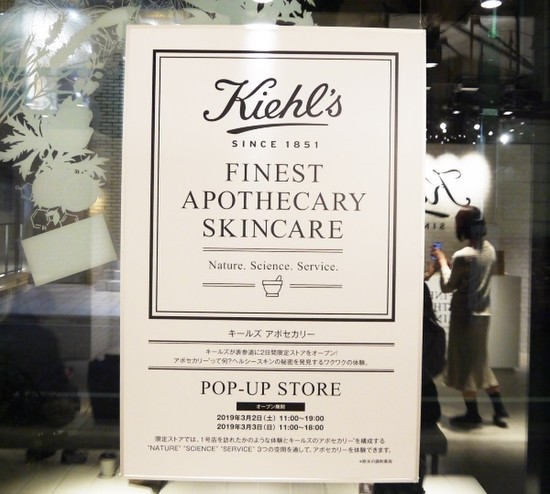 Kiehl's
SINCE 1851
FINEST
APOTHECARY
SKINCARE
Nature. Science. Service.
キールズ アポセカリー
キールズが表参道に2日間限定ストアをオープン!
アポセカリー*って何?ヘルシースキンの秘密を発見するワクワクの体験。
POP-UP STORE
オープン期間
2019年3月2日(土) 11:00~19:00
2019年3月3日(日) 11:00~18:00
限定ストアでは、1号店を訪れたかのような体験とキールズのアポセカリー*を構成する
"NATURE" "SCIENCE" "SERVICE" 3つの空間を通して、アポセカリーを体験できます。
*欧米の調剤薬局